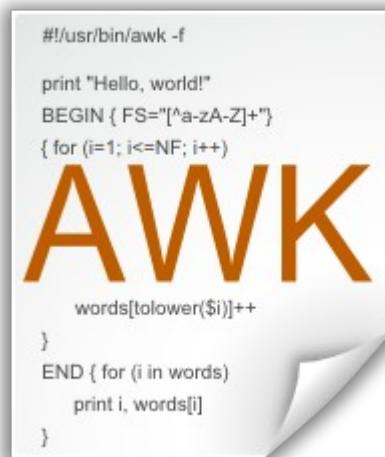 #!/usr/bin/awk -f
print "Hello, world!"
BEGIN { FS="[^a-zA-Z]+"}
{ for (i=1; i<=NF; i++)
AWK
words[tolower($i)]++
}
END { for (i in words)
print i, words[i]
}